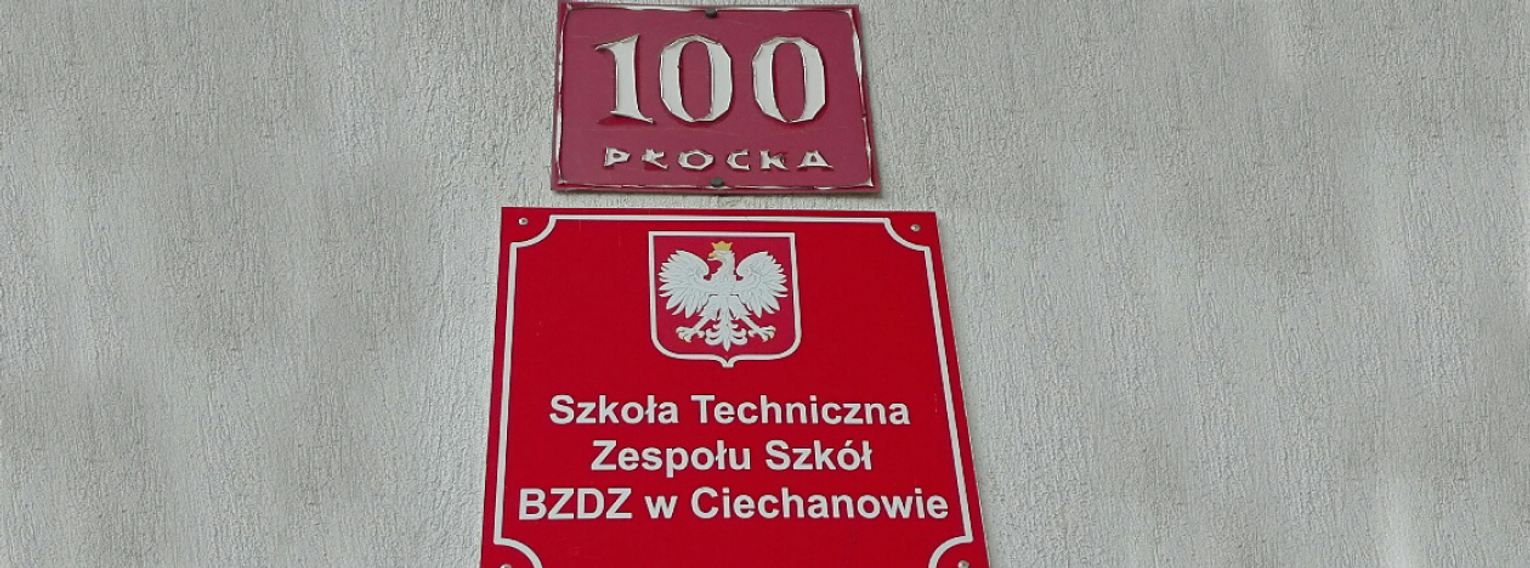 100
PŁOCKA
Szkoła Techniczna
Zespołu Szkół
BZDZ w Ciechanowie